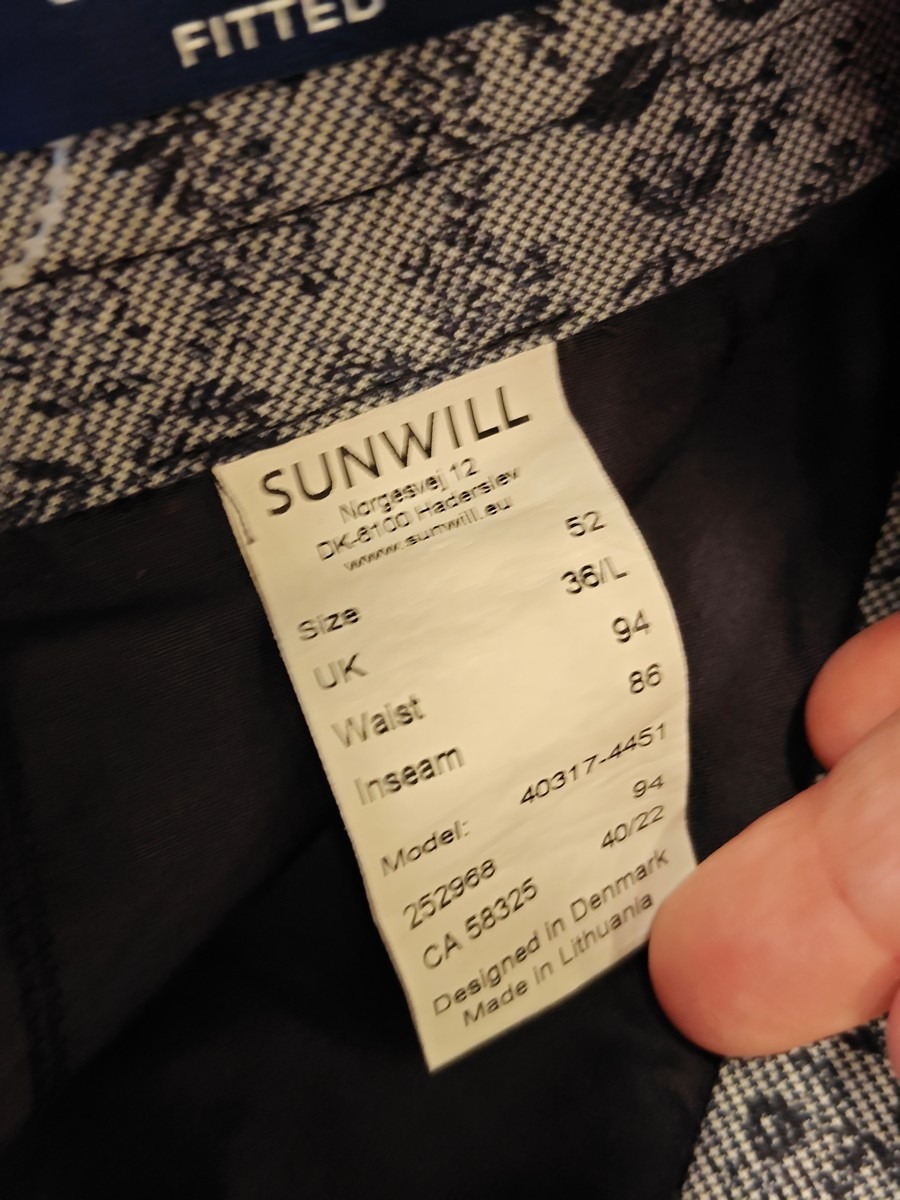 FITTED
SUNWILL
Norgesvej 12
DK-6100 Haderslev
www.sunwill.eu
Size 52
UK 36/L
Waist 94
Inseam 86
Model: 40317-4451
252968 94
CA 58325 40/22
Designed in Denmark
Made in Lithuania